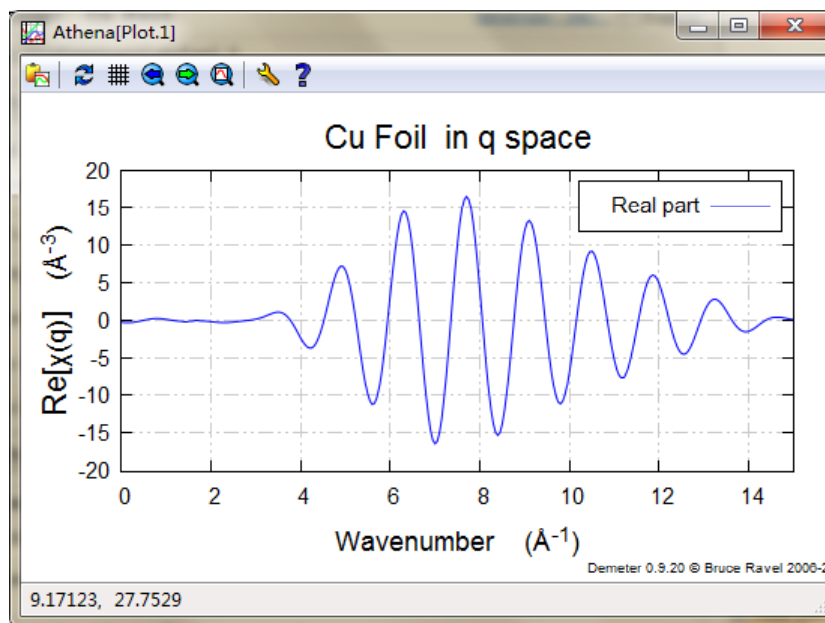 Athena[Plot.1]
Cu Foil in q space
Real part
Re[χ(q)] (Å-3)
20
15
10
5
0
-5
-10
-15
-20
0 2 4 6 8 10 12 14
Wavenumber (Å-1)
Demeter 0.9.20 © Bruce Ravel 2006-2
9.17123, 27.7529